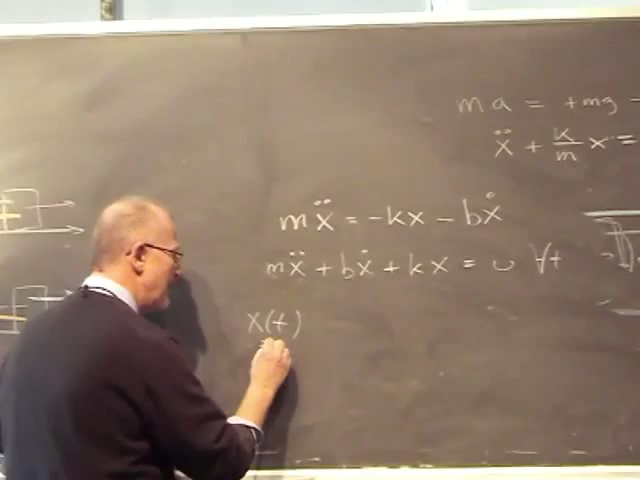 ma = +mg -
ẍ + k/m x =
mẍ = -kx - bẋ
mẍ + bẋ + kx = 0 ∀t
x(t)